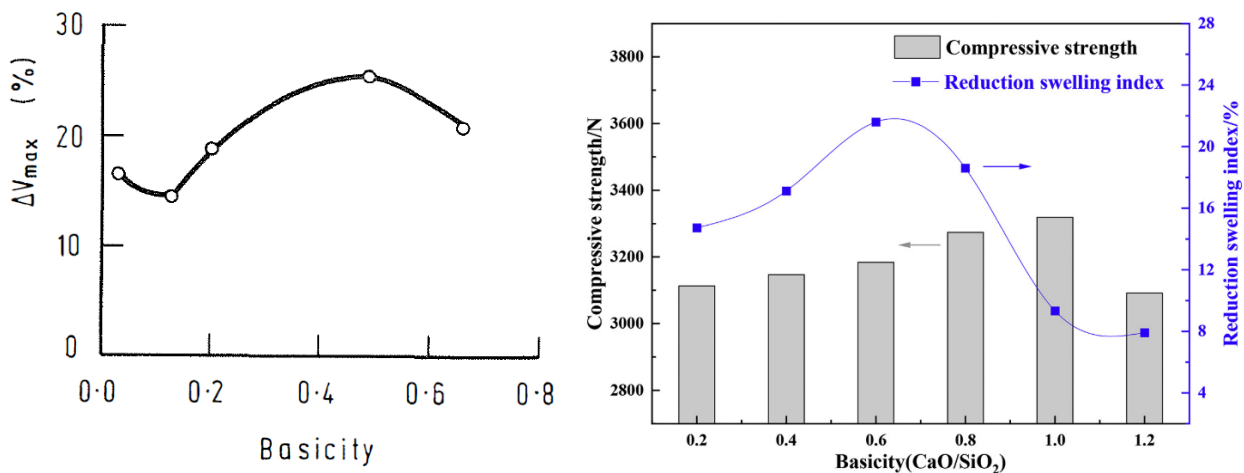 30
20
10
0
ΔVmax (%)
0·0 0·2 0·4 0·6 0·8
Basicity
3800
3600
3400
3200
3000
2800
Compressive strength/N
Compressive strength
Reduction swelling index
28
24
20
16
12
8
4
Reduction swelling index/%
0.2 0.4 0.6 0.8 1.0 1.2
Basicity(CaO/SiO₂)